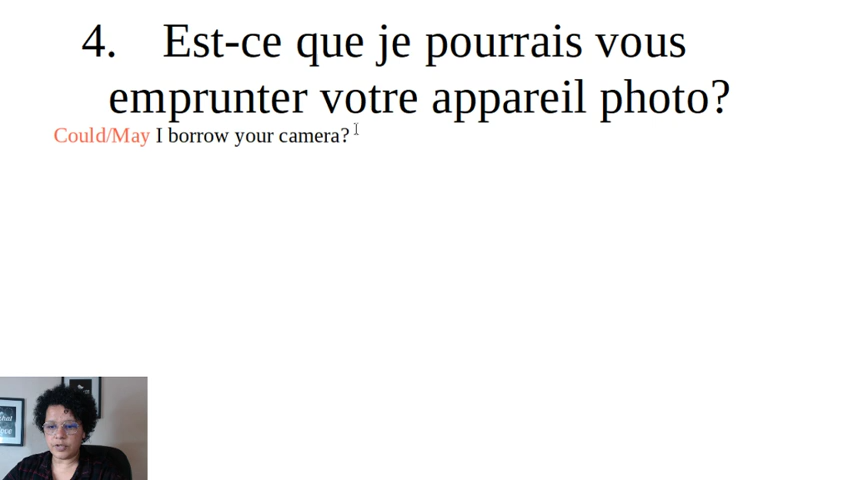 4. Est-ce que je pourrais vous
emprunter votre appareil photo?
Could/May I borrow your camera?